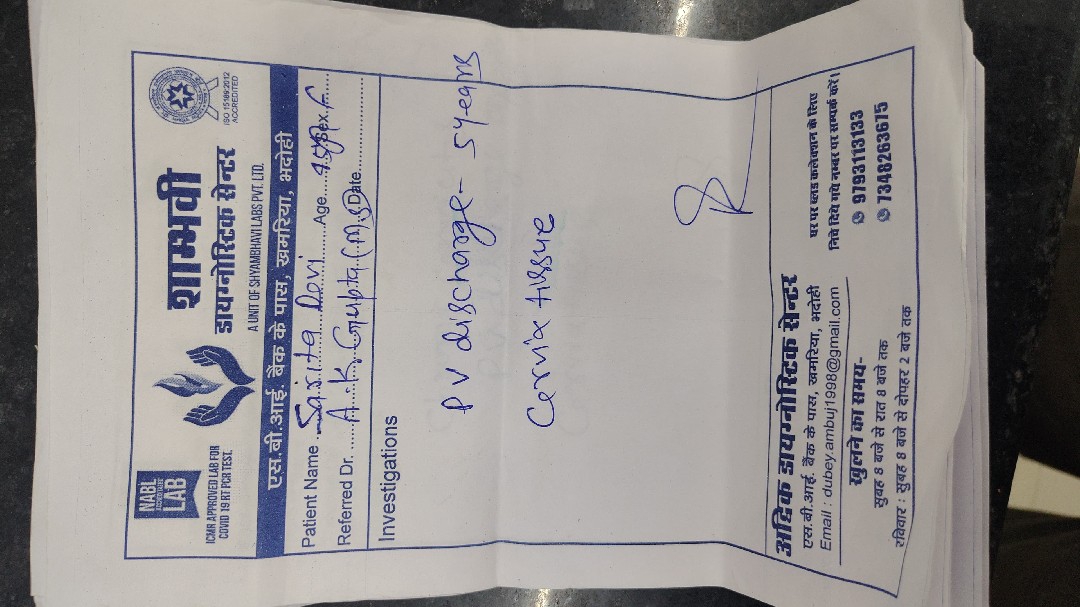 NABL
ACCREDITED
LAB
ICMR APPROVED LAB FOR
COVID 19 RT PCR TEST.
शाम्भवी
डायग्नोस्टिक सेन्टर
A UNIT OF SHYAMBHAVI LABS PVT. LTD.
ISO 15189:2012
ACCREDITED
एस.बी.आई. बैंक के पास, खमरिया, भदोही
Patient Name Sarita Devi Age 45y Sex F
Referred Dr. A.K. Gupta (M.S) Date
Investigations
PV discharge - 5 years
Cervix tissue
अद्विक डायग्नोस्टिक सेन्टर
एस.बी.आई. बैंक के पास, खमरिया, भदोही
Email : dubey.ambuj1998@gmail.com
खुलने का समय-
सुबह 8 बजे से रात 8 बजे तक
रविवार : सुबह 8 बजे से दोपहर 2 बजे तक
घर पर ब्लड कलेक्शन के लिए
निचे दिये गये नम्बर पर सम्पर्क करें।
9793113133
7348263675